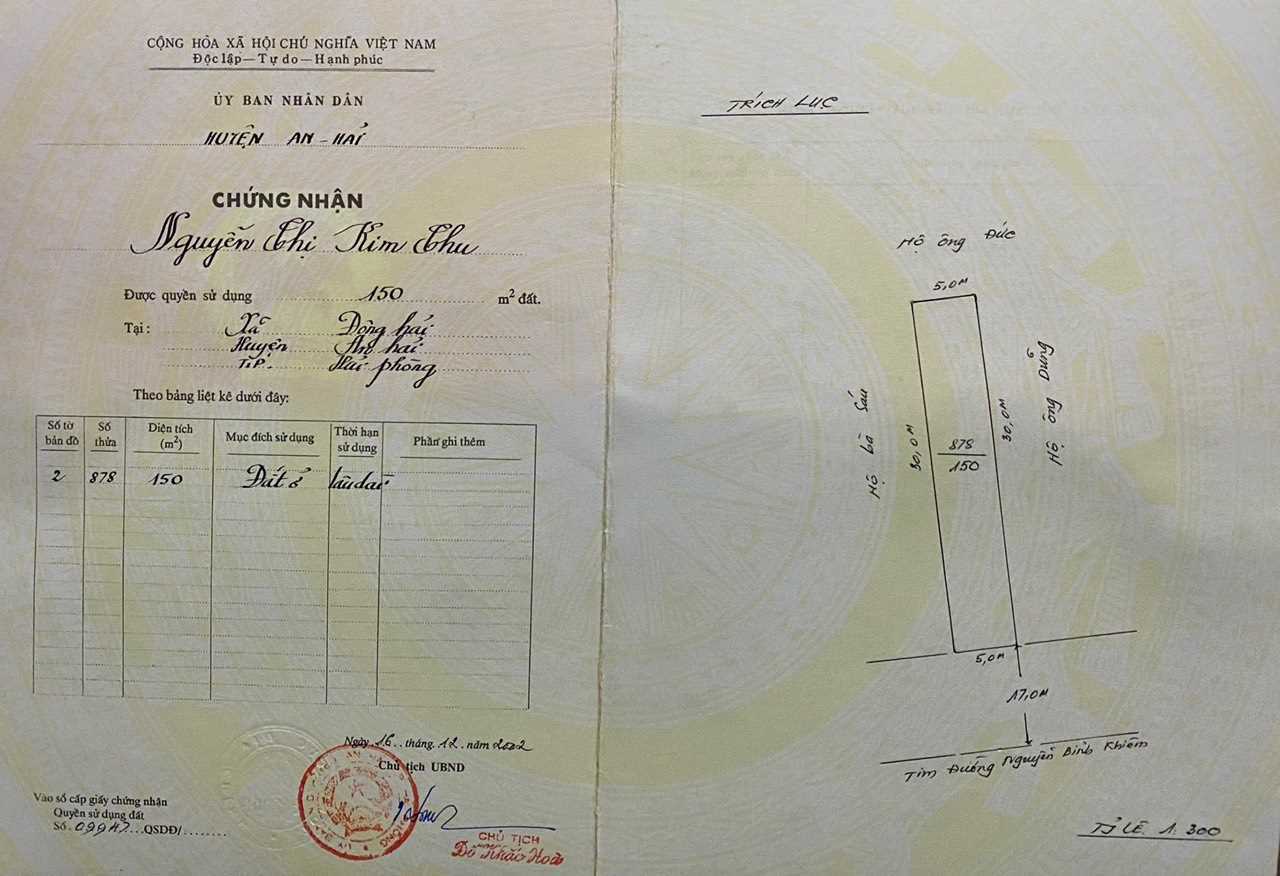 CỘNG HÒA XÃ HỘI CHỦ NGHĨA VIỆT NAM
Độc lập — Tự do — Hạnh phúc
ỦY BAN NHÂN DÂN
HUYỆN AN - HẢI
CHỨNG NHẬN
Nguyễn Thị Kim Thu
Được quyền sử dụng 150 m² đất.
Tại: Xã Đông hải
Huyện An hải
T.P. Hải phòng
Theo bảng liệt kê dưới đây:
Số tờ bản đồ Số thửa Diện tích (m²) Mục đích sử dụng Thời hạn sử dụng Phần ghi thêm
2 878 150 Đất ở lâu dài
Ngày 16 tháng 12 năm 2002
Chủ tịch UBND
Vào sổ cấp giấy chứng nhận
Quyền sử dụng đất
Số QSDĐ/
CHỦ TỊCH
Đỗ Khắc Hoà
TRÍCH LỤC
Hộ ông Đức
5,0M
Hộ bà Sáu
30,0M
878
150
30,0M
Hộ ông Dũng
5,0M
17,0M
Tim Đường Nguyễn Bỉnh Khiêm
TỶ LỆ 1. 300